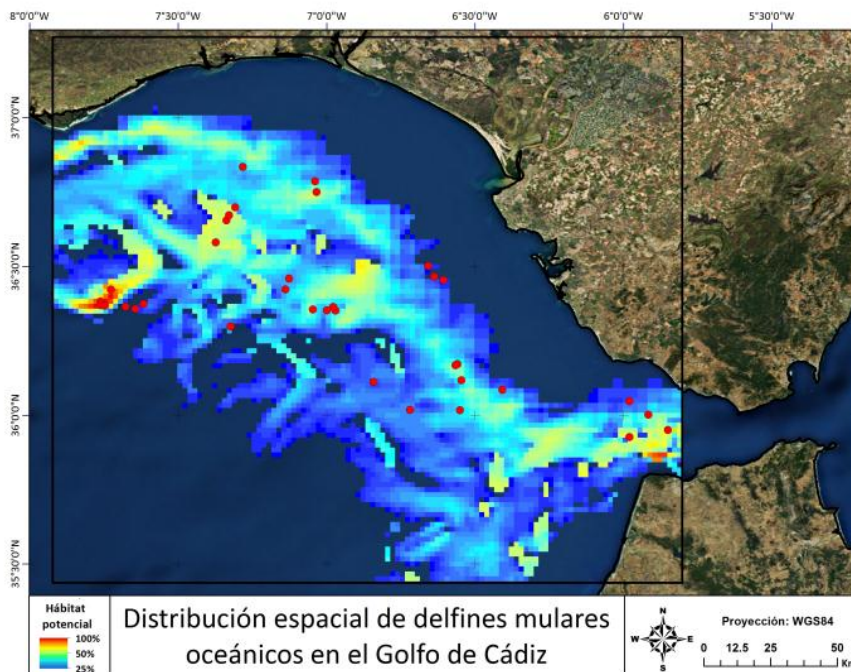 8°0'0"W
7°30'0"W
7°0'0"W
6°30'0"W
6°0'0"W
5°30'0"W
37°0'0"N
36°30'0"N
36°0'0"N
35°30'0"N
Hábitat
potencial
100%
50%
25%
Distribución espacial de delfines mulares
oceánicos en el Golfo de Cádiz
N
W E
S
Proyección: WGS84
0 12.5 25 50